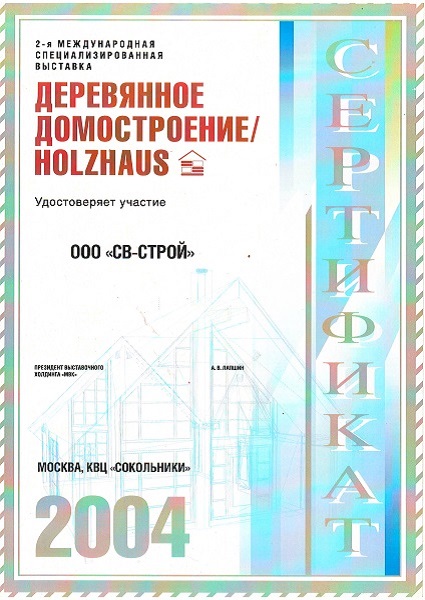 2-я МЕЖДУНАРОДНАЯ
СПЕЦИАЛИЗИРОВАННАЯ
ВЫСТАВКА
ДЕРЕВЯННОЕ
ДОМОСТРОЕНИЕ/
HOLZHAUS
Удостоверяет участие
ООО «СВ-СТРОЙ»
ПРЕЗИДЕНТ ВЫСТАВОЧНОГО
ХОЛДИНГА «МВК»
А. В. ЛАПШИН
МОСКВА, КВЦ «СОКОЛЬНИКИ»
2004
СЕРТИФИКАТ